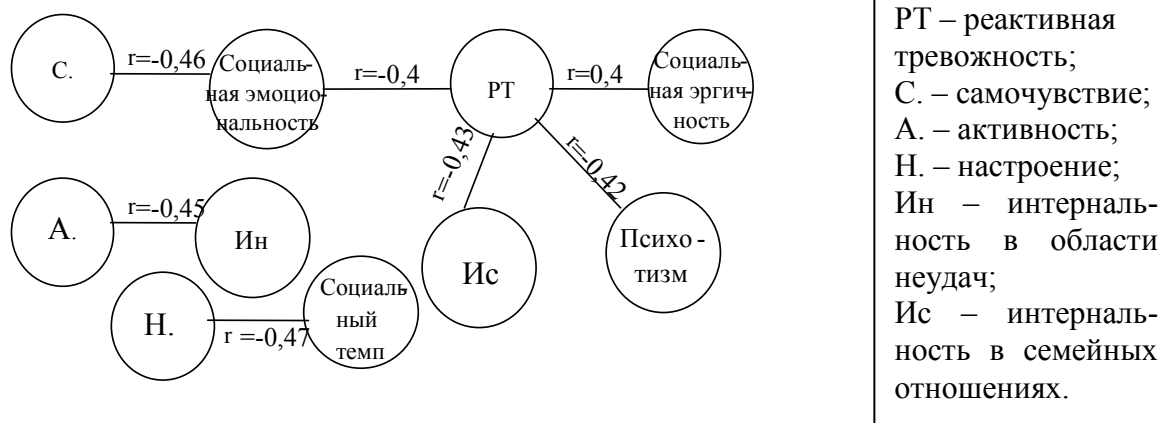 С.
r=-0,46
Социаль-
ная эмоцио-
нальность
r=-0,4
РТ
r=0,4
Социаль-
ная эргич-
ность
r=-0,43
r=-0,42
А.
r=-0,45
Ин
Ис
Психо -
тизм
Н.
r =-0,47
Социаль-
ный
темп
РТ – реактивная
тревожность;
С. – самочувствие;
А. – активность;
Н. – настроение;
Ин – интерналь-
ность в области
неудач;
Ис – интерналь-
ность в семейных
отношениях.